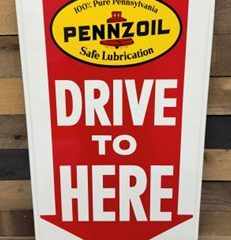 100% Pure Pennsylvania
PENNZOIL
Safe Lubrication
DRIVE
TO
HERE